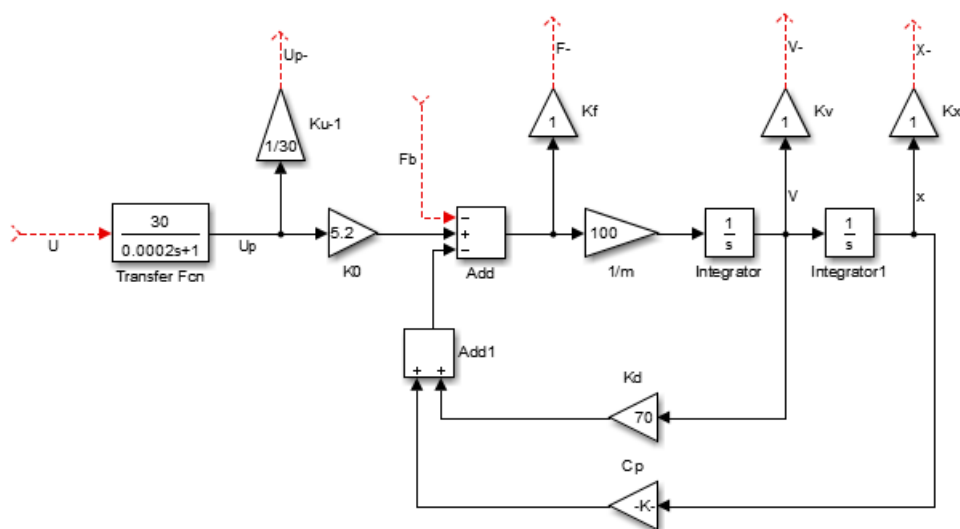 Up-
F-
V-
X-
Ku-1
Kf
Kv
Kx
1/30
1
1
1
Fb
V
x
U
30
0.0002s+1
Transfer Fcn
Up
5.2
K0
−
+
−
Add
100
1/m
1
s
Integrator
1
s
Integrator1
Add1
+ +
Kd
70
Cp
-K-